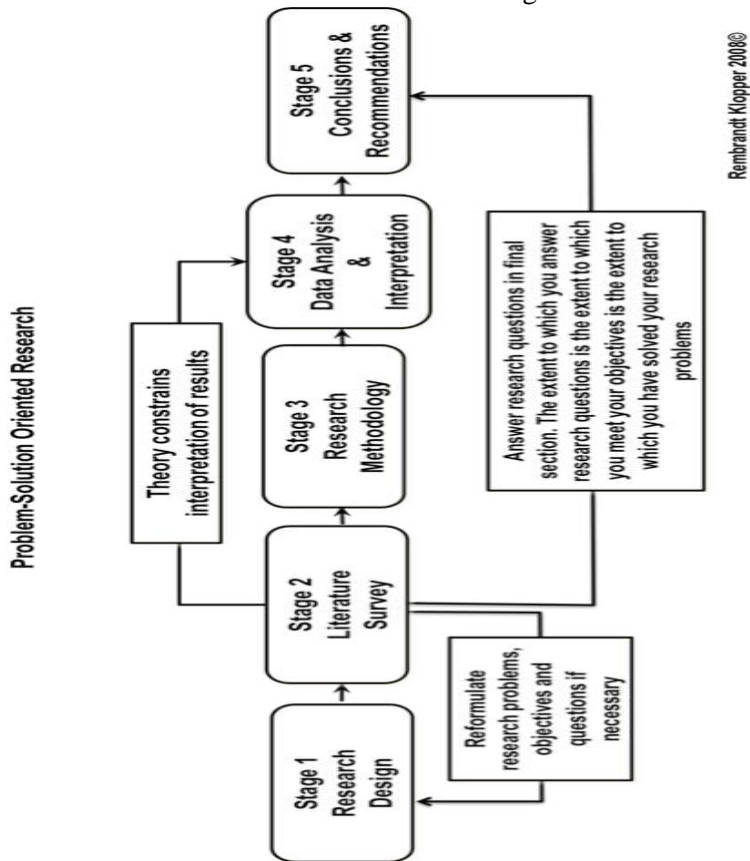 Problem-Solution Oriented Research
Theory constrains
interpretation of results
Stage 1
Research
Design
Stage 2
Literature
Survey
Stage 3
Research
Methodology
Stage 4
Data Analysis
&
Interpretation
Stage 5
Conclusions &
Recommendations
Reformulate
research problems,
objectives and
questions if
necessary
Answer research questions in final
section. The extent to which you answer
research questions is the extent to which
you meet your objectives is the extent to
which you have solved your research
problems
Rembrandt Klopper 2008©